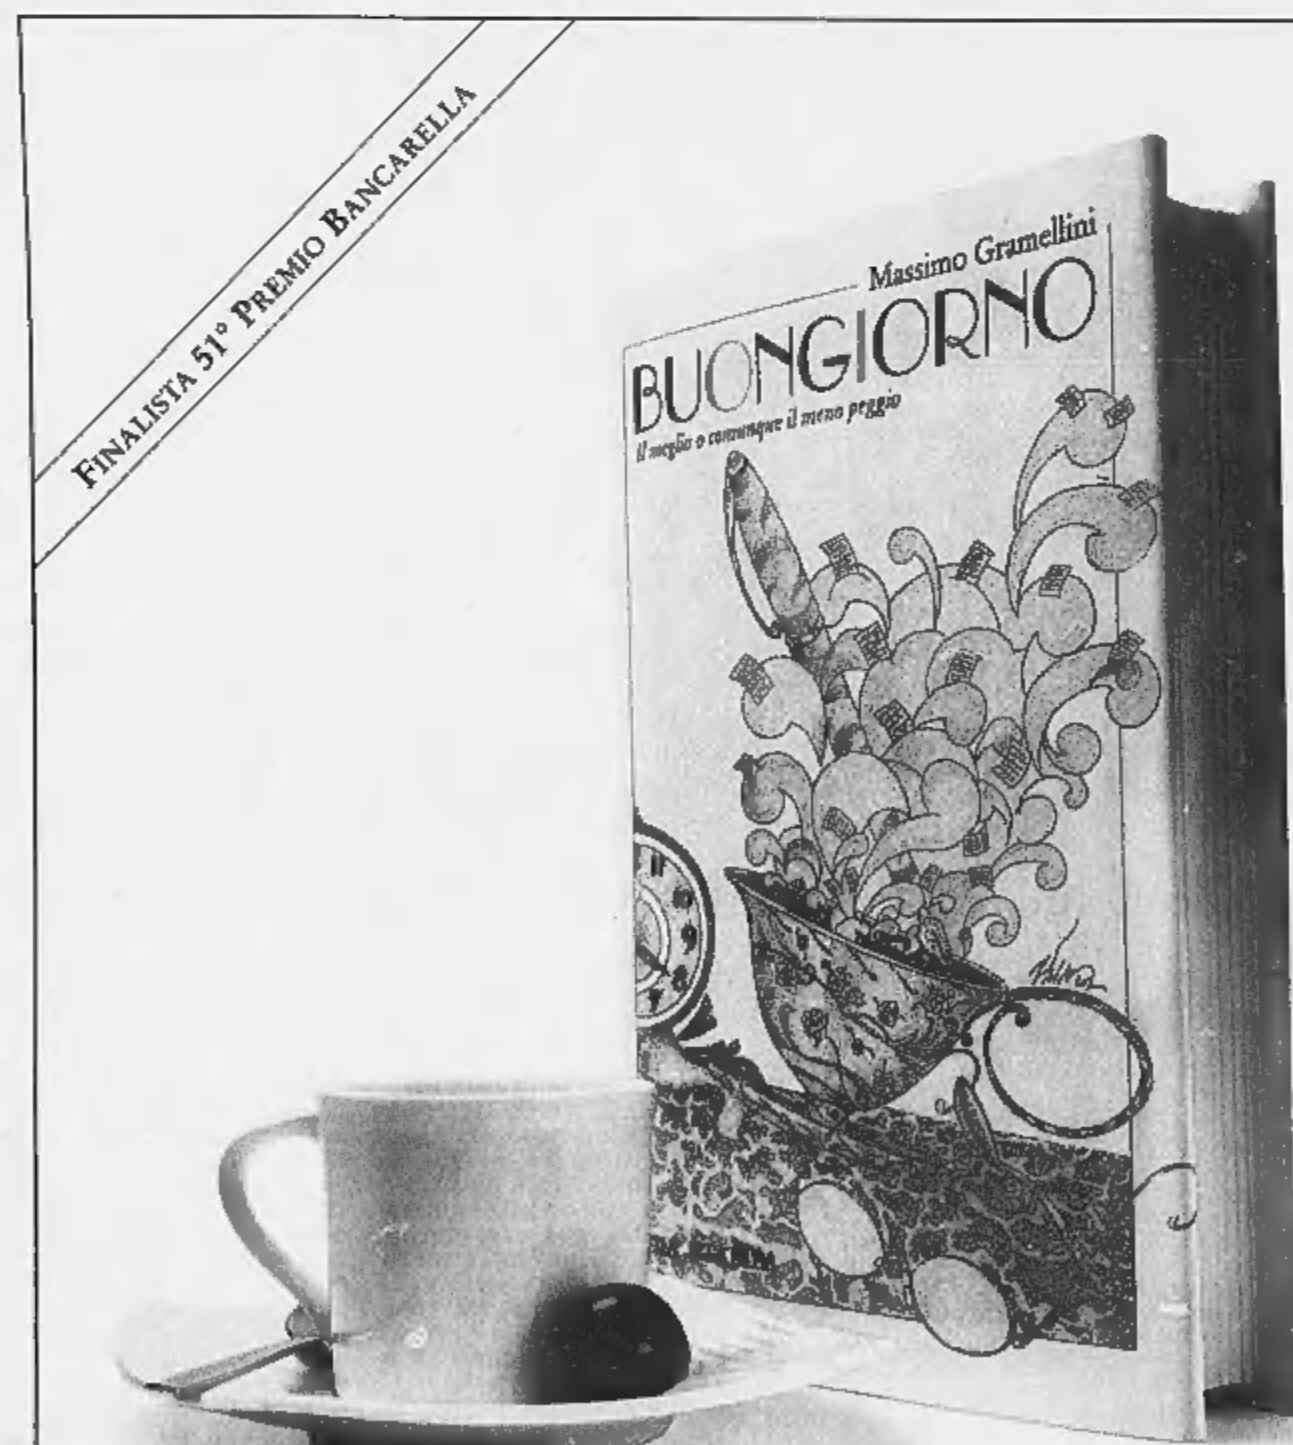 FINALISTA 51° PREMIO BANCARELLA
Massimo Gramellini
BUONGIORNO
il meglio o comunque il meno peggio